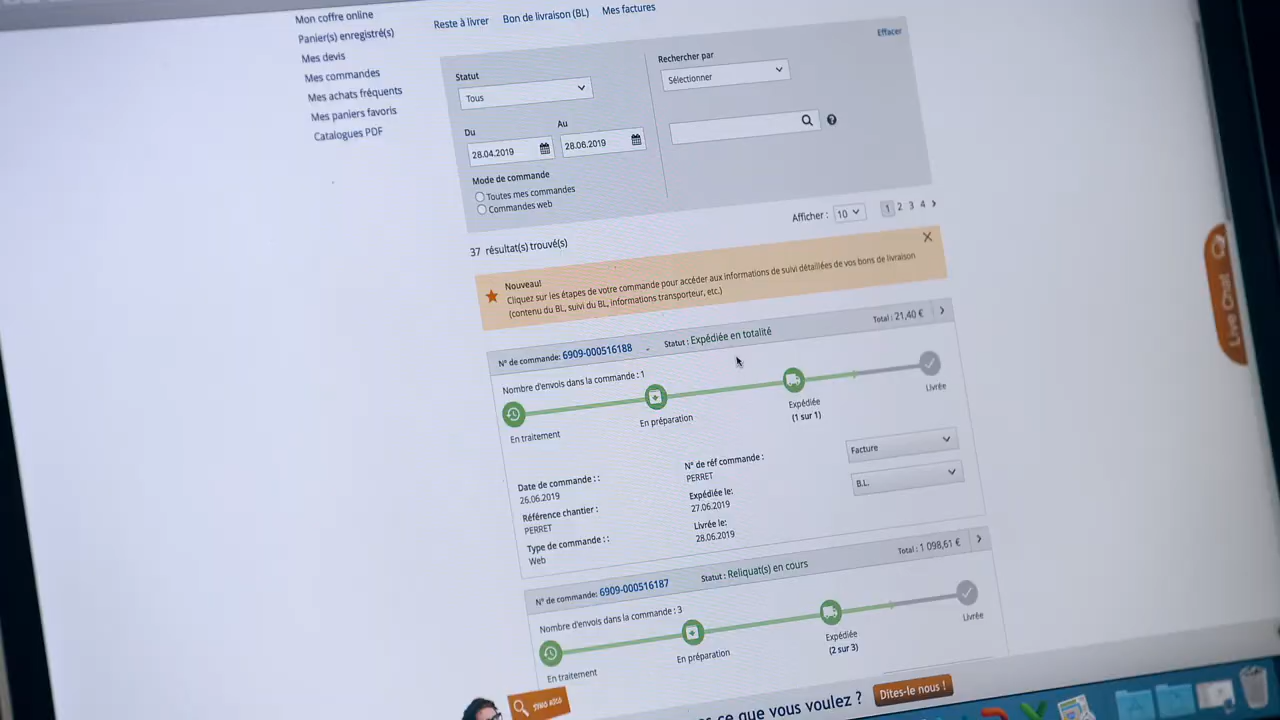 Mon coffre online
Panier(s) enregistré(s)
Mes devis
Mes commandes
Mes achats fréquents
Mes paniers favoris
Catalogues PDF
Reste à livrer
Bon de livraison (BL)
Mes factures
Effacer
Statut
Tous
Rechercher par
Sélectionner
Du
Au
28.04.2019
28.06.2019
Mode de commande
Toutes mes commandes
Commandes web
Afficher : 10
1 2 3 4
37 résultat(s) trouvé(s)
Nouveau!
Cliquez sur les étapes de votre commande pour accéder aux informations de suivi détaillées de vos bons de livraison
(contenu du BL, suivi du BL, informations transporteur, etc.)
N° de commande: 6909-000516188
Statut : Expédiée en totalité
Total : 21,40 €
Nombre d'envois dans la commande : 1
En traitement
En préparation
Expédiée
(1 sur 1)
Livrée
Date de commande : :
26.06.2019
Référence chantier :
PERRET
Type de commande : :
Web
N° de réf commande :
PERRET
Expédiée le:
27.06.2019
Livrée le:
28.06.2019
Facture
B.L.
N° de commande: 6909-000516187
Statut : Reliquat(s) en cours
Total : 1 098,61 €
Nombre d'envois dans la commande : 3
En traitement
En préparation
Expédiée
(2 sur 3)
Livrée
ce que vous voulez ?
Dites-le nous !
Live Chat